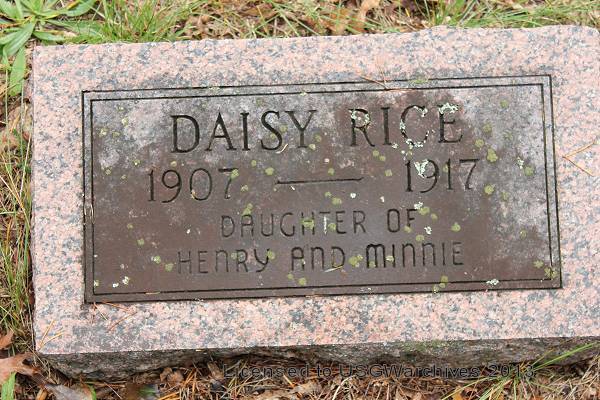 DAISY RICE
1907 — 1917
DAUGHTER OF
HENRY AND MINNIE
Licensed to USGWarchives 2013